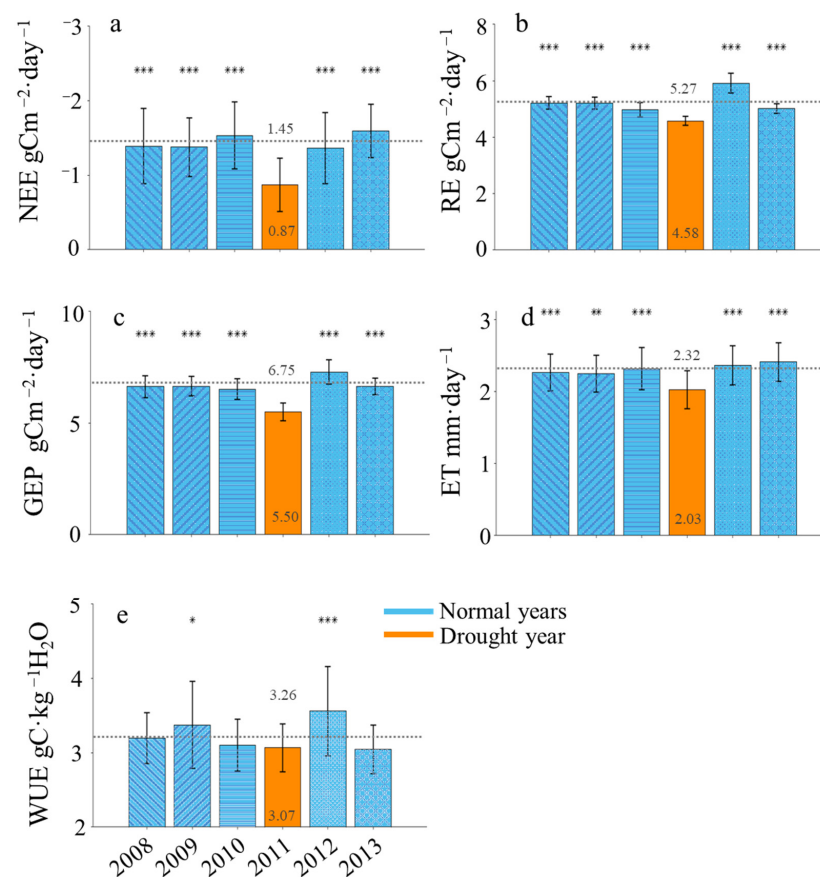 a
NEE gCm⁻²·day⁻¹
⁻3
⁻2
⁻1
0
*** *** *** *** ***
1.45
0.87
b
RE gCm⁻²·day⁻¹
8
6
4
2
0
*** *** *** *** ***
5.27
4.58
c
GEP gCm⁻²·day⁻¹
10
5
0
*** *** *** *** ***
6.75
5.50
d
ET mm·day⁻¹
3
2
1
0
*** ** *** *** ***
2.32
2.03
e
WUE gC·kg⁻¹H₂O
5
4
3
2
* ***
3.26
3.07
2008 2009 2010 2011 2012 2013
Normal years
Drought year